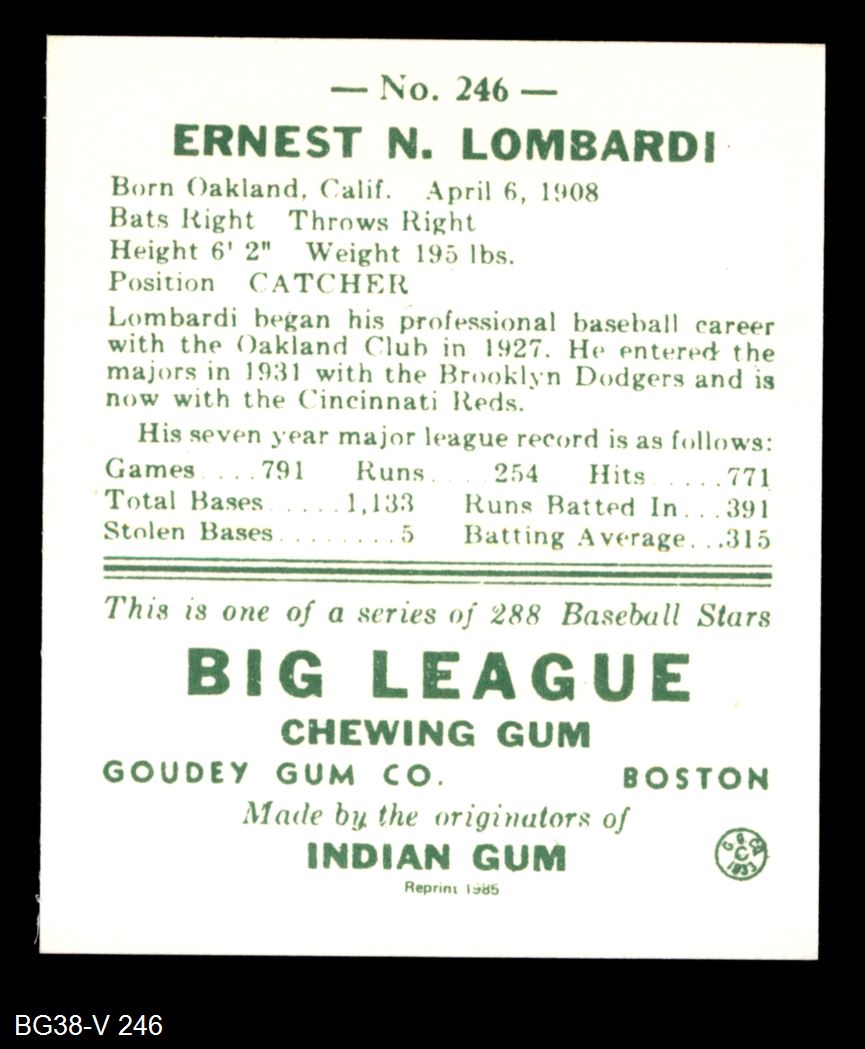 — No. 246 —
ERNEST N. LOMBARDI
Born Oakland, Calif. April 6, 1908
Bats Right Throws Right
Height 6' 2" Weight 195 lbs.
Position CATCHER
Lombardi began his professional baseball career
with the Oakland Club in 1927. He entered the
majors in 1931 with the Brooklyn Dodgers and is
now with the Cincinnati Reds.
His seven year major league record is as follows:
Games ....791 Runs....254 Hits .....771
Total Bases .....1,133 Runs Batted In...391
Stolen Bases........5 Batting Average...315
This is one of a series of 288 Baseball Stars
BIG LEAGUE
CHEWING GUM
GOUDEY GUM CO. BOSTON
Made by the originators of
INDIAN GUM
G G CO
C
1933
Reprint 1985
BG38-V 246